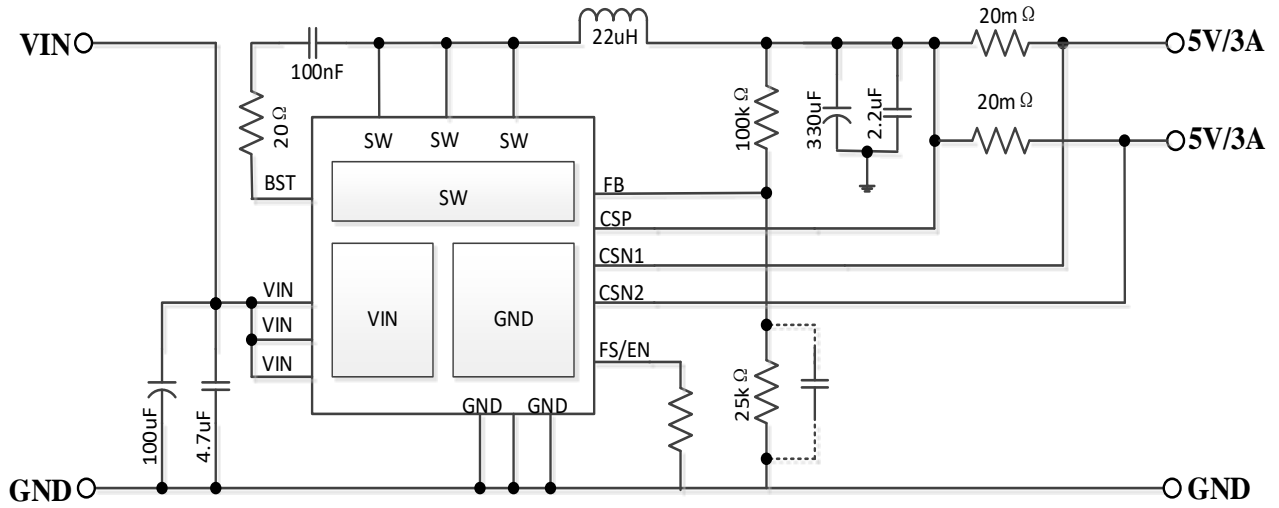 VIN
100nF
22uH
20mΩ
5V/3A
20Ω
100kΩ
330uF
2.2uF
20mΩ
5V/3A
SW
SW
SW
BST
SW
FB
CSP
CSN1
CSN2
VIN
VIN
VIN
VIN
GND
FS/EN
100uF
4.7uF
GND
GND
25kΩ
GND
GND